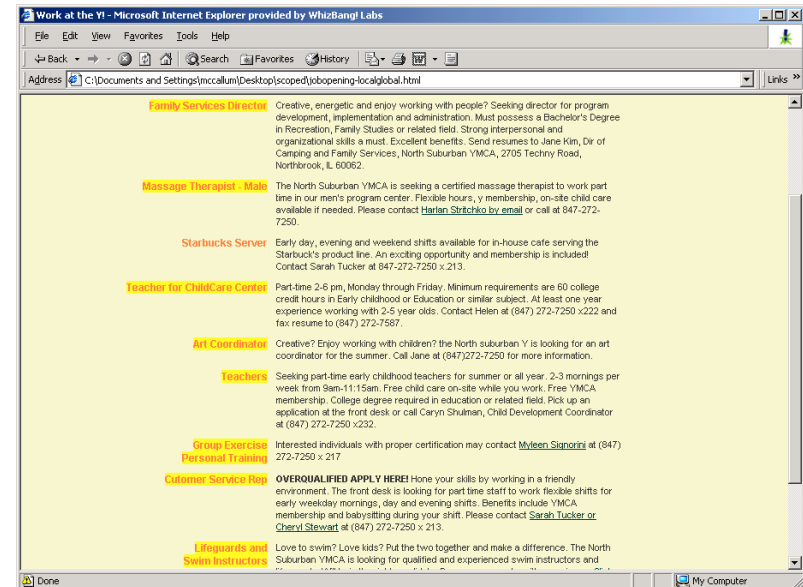 Work at the Y! - Microsoft Internet Explorer provided by WhizBang! Labs
File Edit View Favorites Tools Help
Back Search Favorites History
Address C:\Documents and Settings\mccallum\Desktop\scoped\jobopening-localglobal.html Links »
Family Services Director Creative, energetic and enjoy working with people? Seeking director for program
development, implementation and administration. Must possess a Bachelor's Degree
in Recreation, Family Studies or related field. Strong interpersonal and
organizational skills a must. Excellent benefits. Send resumes to Jane Kim, Dir of
Camping and Family Services, North Suburban YMCA, 2705 Techny Road,
Northbrook, IL 60062.
Massage Therapist - Male The North Suburban YMCA is seeking a certified massage therapist to work part
time in our men's program center. Flexible hours, y membership, on-site child care
available if needed. Please contact Harlan Stritchko by email or call at 847-272-
7250.
Starbucks Server Early day, evening and weekend shifts available for in-house cafe serving the
Starbuck's product line. An exciting opportunity and membership is included!
Contact Sarah Tucker at 847-272-7250 x.213.
Teacher for ChildCare Center Part-time 2-6 pm, Monday through Friday. Minimum requirements are 60 college
credit hours in Early childhood or Education or similar subject. At least one year
experience working with 2-5 year olds. Contact Helen at (847) 272-7250 x222 and
fax resume to (847) 272-7587.
Art Coordinator Creative? Enjoy working with children? the North suburban Y is looking for an art
coordinator for the summer. Call Jane at (847)272-7250 for more information.
Teachers Seeking part-time early childhood teachers for summer or all year. 2-3 mornings per
week from 9am-11:15am. Free child care on-site while you work. Free YMCA
membership. College degree required in education or related field. Pick up an
application at the front desk or call Caryn Shulman, Child Development Coordinator
at (847) 272-7250 x232.
Group Exercise Interested individuals with proper certification may contact Myleen Signorini at (847)
Personal Training 272-7250 x 217
Cutomer Service Rep OVERQUALIFIED APPLY HERE! Hone your skills by working in a friendly
environment. The front desk is looking for part time staff to work flexible shifts for
early weekday mornings, day and evening shifts. Benefits include YMCA
membership and babysitting during your shift. Please contact Sarah Tucker or
Cheryl Stewart at (847) 272-7250 x 213.
Lifeguards and Love to swim? Love kids? Put the two together and make a difference. The North
Swim Instructors Suburban YMCA is looking for qualified and experienced swim instructors and
Done My Computer